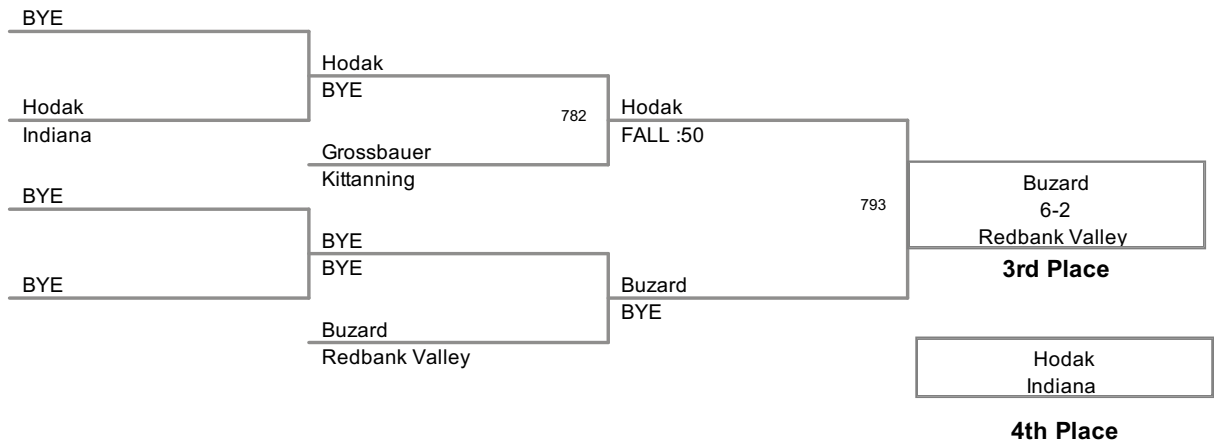 BYE
Hodak
BYE
Hodak
Indiana
782
Hodak
FALL :50
Grossbauer
Kittanning
BYE
793
Buzard
6-2
Redbank Valley
3rd Place
BYE
BYE
BYE
Buzard
BYE
Buzard
Redbank Valley
Hodak
Indiana
4th Place